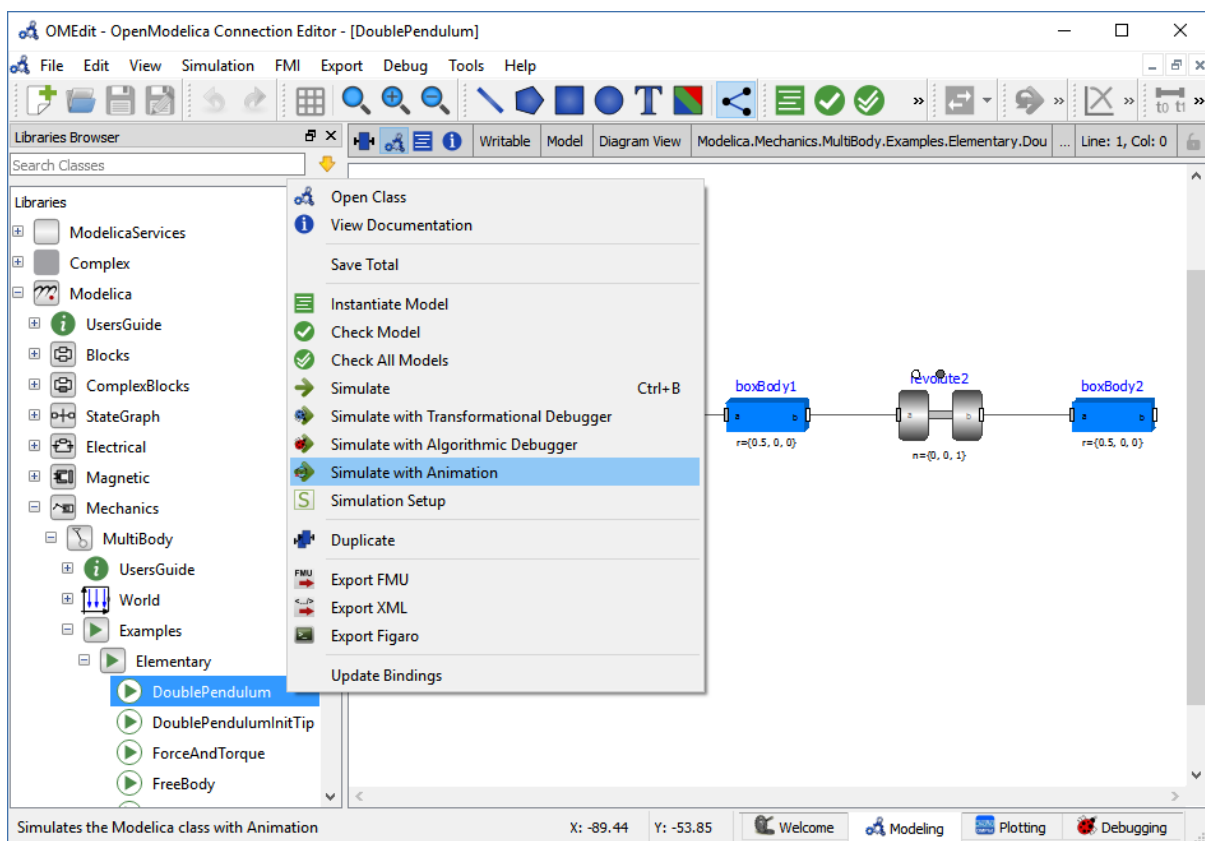 OMEdit - OpenModelica Connection Editor - [DoublePendulum]
File Edit View Simulation FMI Export Debug Tools Help
T » » » t0 t1 »
Libraries Browser
Writable Model Diagram View Modelica.Mechanics.MultiBody.Examples.Elementary.Dou ... Line: 1, Col: 0
Search Classes
Libraries
ModelicaServices
Complex
Modelica
UsersGuide
Blocks
ComplexBlocks
StateGraph
Electrical
Magnetic
Mechanics
MultiBody
UsersGuide
World
Examples
Elementary
DoublePendulum
DoublePendulumInitTip
ForceAndTorque
FreeBody
Open Class
View Documentation
Save Total
Instantiate Model
Check Model
Check All Models
Simulate Ctrl+B
Simulate with Transformational Debugger
Simulate with Algorithmic Debugger
Simulate with Animation
Simulation Setup
Duplicate
FMU Export FMU
Export XML
Export Figaro
Update Bindings
boxBody1 revolute2 boxBody2
a b a b a b
r={0.5, 0, 0} n={0, 0, 1} r={0.5, 0, 0}
Simulates the Modelica class with Animation X: -89.44 Y: -53.85 Welcome Modeling Plotting Debugging